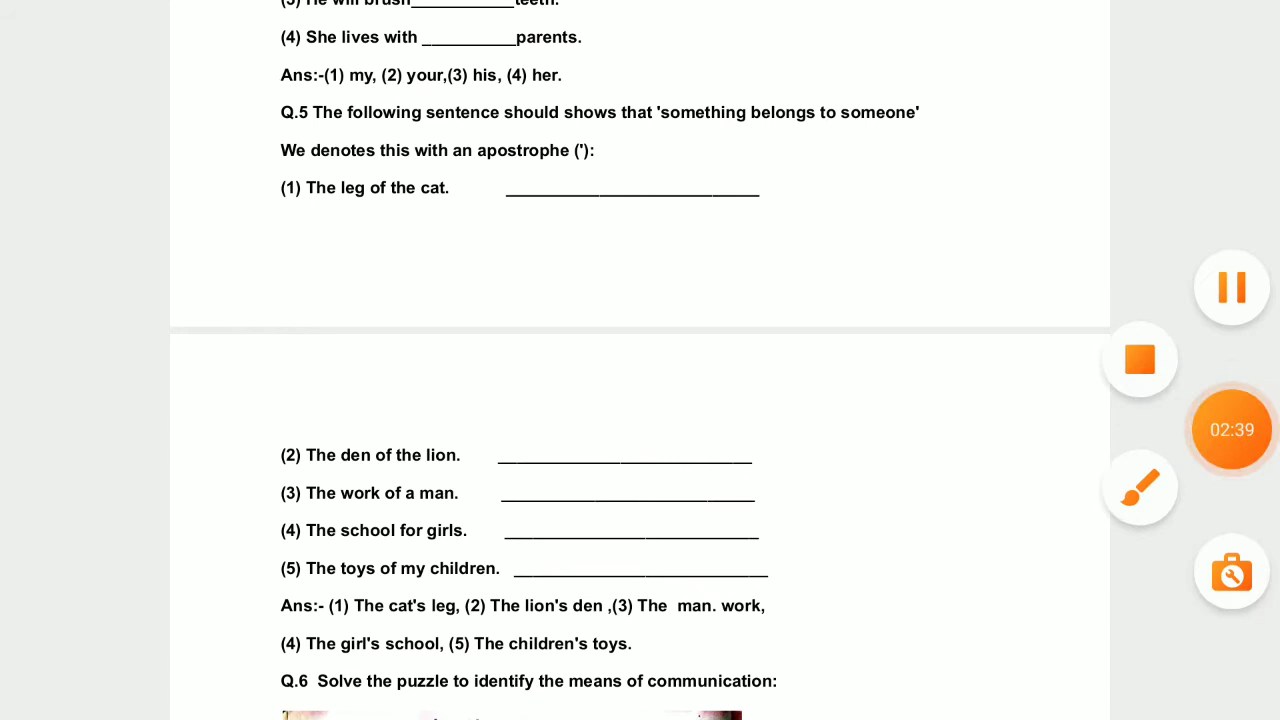 (3) He will brush___________teeth.
(4) She lives with __________parents.
Ans:-(1) my, (2) your,(3) his, (4) her.
Q.5 The following sentence should shows that 'something belongs to someone'
We denotes this with an apostrophe ('):
(1) The leg of the cat. ___________________________
(2) The den of the lion. ___________________________
(3) The work of a man. ___________________________
(4) The school for girls. ___________________________
(5) The toys of my children. ___________________________
Ans:- (1) The cat's leg, (2) The lion's den ,(3) The man. work,
(4) The girl's school, (5) The children's toys.
Q.6 Solve the puzzle to identify the means of communication:
02:39